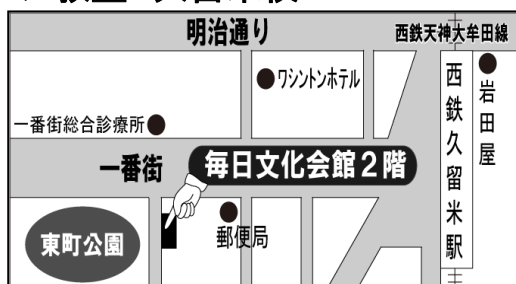 明治通り
西鉄天神大牟田線
ワシントンホテル
西鉄久留米駅
岩田屋
一番街総合診療所
一番街
毎日文化会館2階
郵便局
東町公園